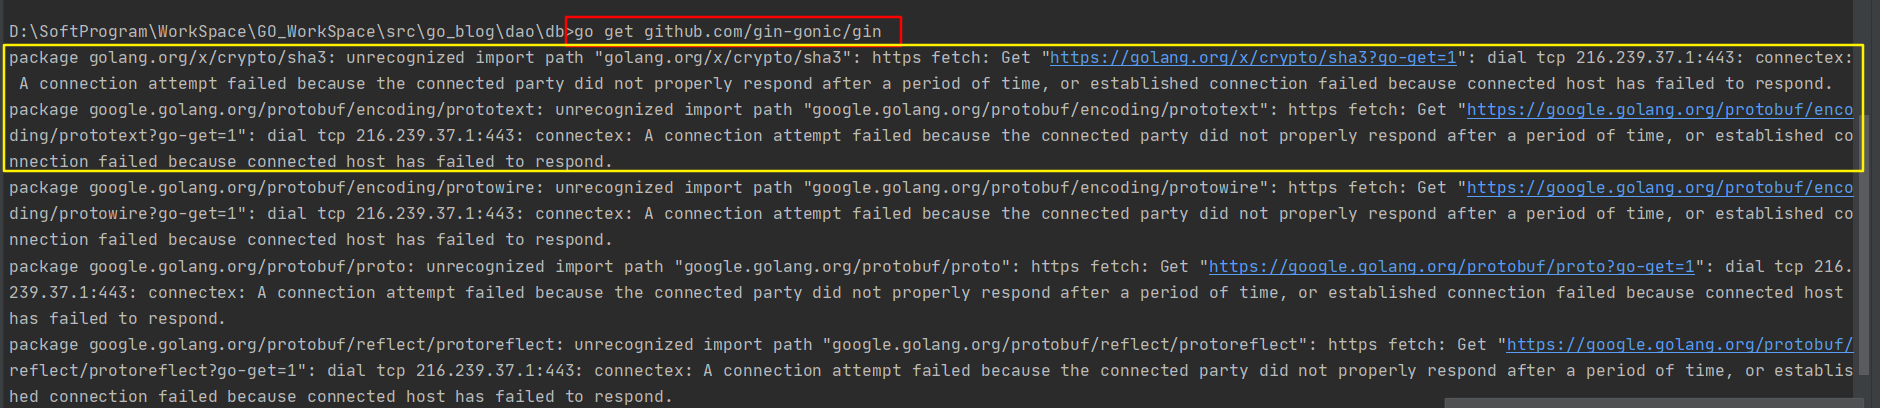 D:\SoftProgram\WorkSpace\GO_WorkSpace\src\go_blog\dao\db>go get github.com/gin-gonic/gin
package golang.org/x/crypto/sha3: unrecognized import path "golang.org/x/crypto/sha3": https fetch: Get "https://golang.org/x/crypto/sha3?go-get=1": dial tcp 216.239.37.1:443: connectex:
 A connection attempt failed because the connected party did not properly respond after a period of time, or established connection failed because connected host has failed to respond.
package google.golang.org/protobuf/encoding/prototext: unrecognized import path "google.golang.org/protobuf/encoding/prototext": https fetch: Get "https://google.golang.org/protobuf/enco
ding/prototext?go-get=1": dial tcp 216.239.37.1:443: connectex: A connection attempt failed because the connected party did not properly respond after a period of time, or established co
nnection failed because connected host has failed to respond.
package google.golang.org/protobuf/encoding/protowire: unrecognized import path "google.golang.org/protobuf/encoding/protowire": https fetch: Get "https://google.golang.org/protobuf/enco
ding/protowire?go-get=1": dial tcp 216.239.37.1:443: connectex: A connection attempt failed because the connected party did not properly respond after a period of time, or established co
nnection failed because connected host has failed to respond.
package google.golang.org/protobuf/proto: unrecognized import path "google.golang.org/protobuf/proto": https fetch: Get "https://google.golang.org/protobuf/proto?go-get=1": dial tcp 216.
239.37.1:443: connectex: A connection attempt failed because the connected party did not properly respond after a period of time, or established connection failed because connected host
has failed to respond.
package google.golang.org/protobuf/reflect/protoreflect: unrecognized import path "google.golang.org/protobuf/reflect/protoreflect": https fetch: Get "https://google.golang.org/protobuf/
reflect/protoreflect?go-get=1": dial tcp 216.239.37.1:443: connectex: A connection attempt failed because the connected party did not properly respond after a period of time, or establis
hed connection failed because connected host has failed to respond.